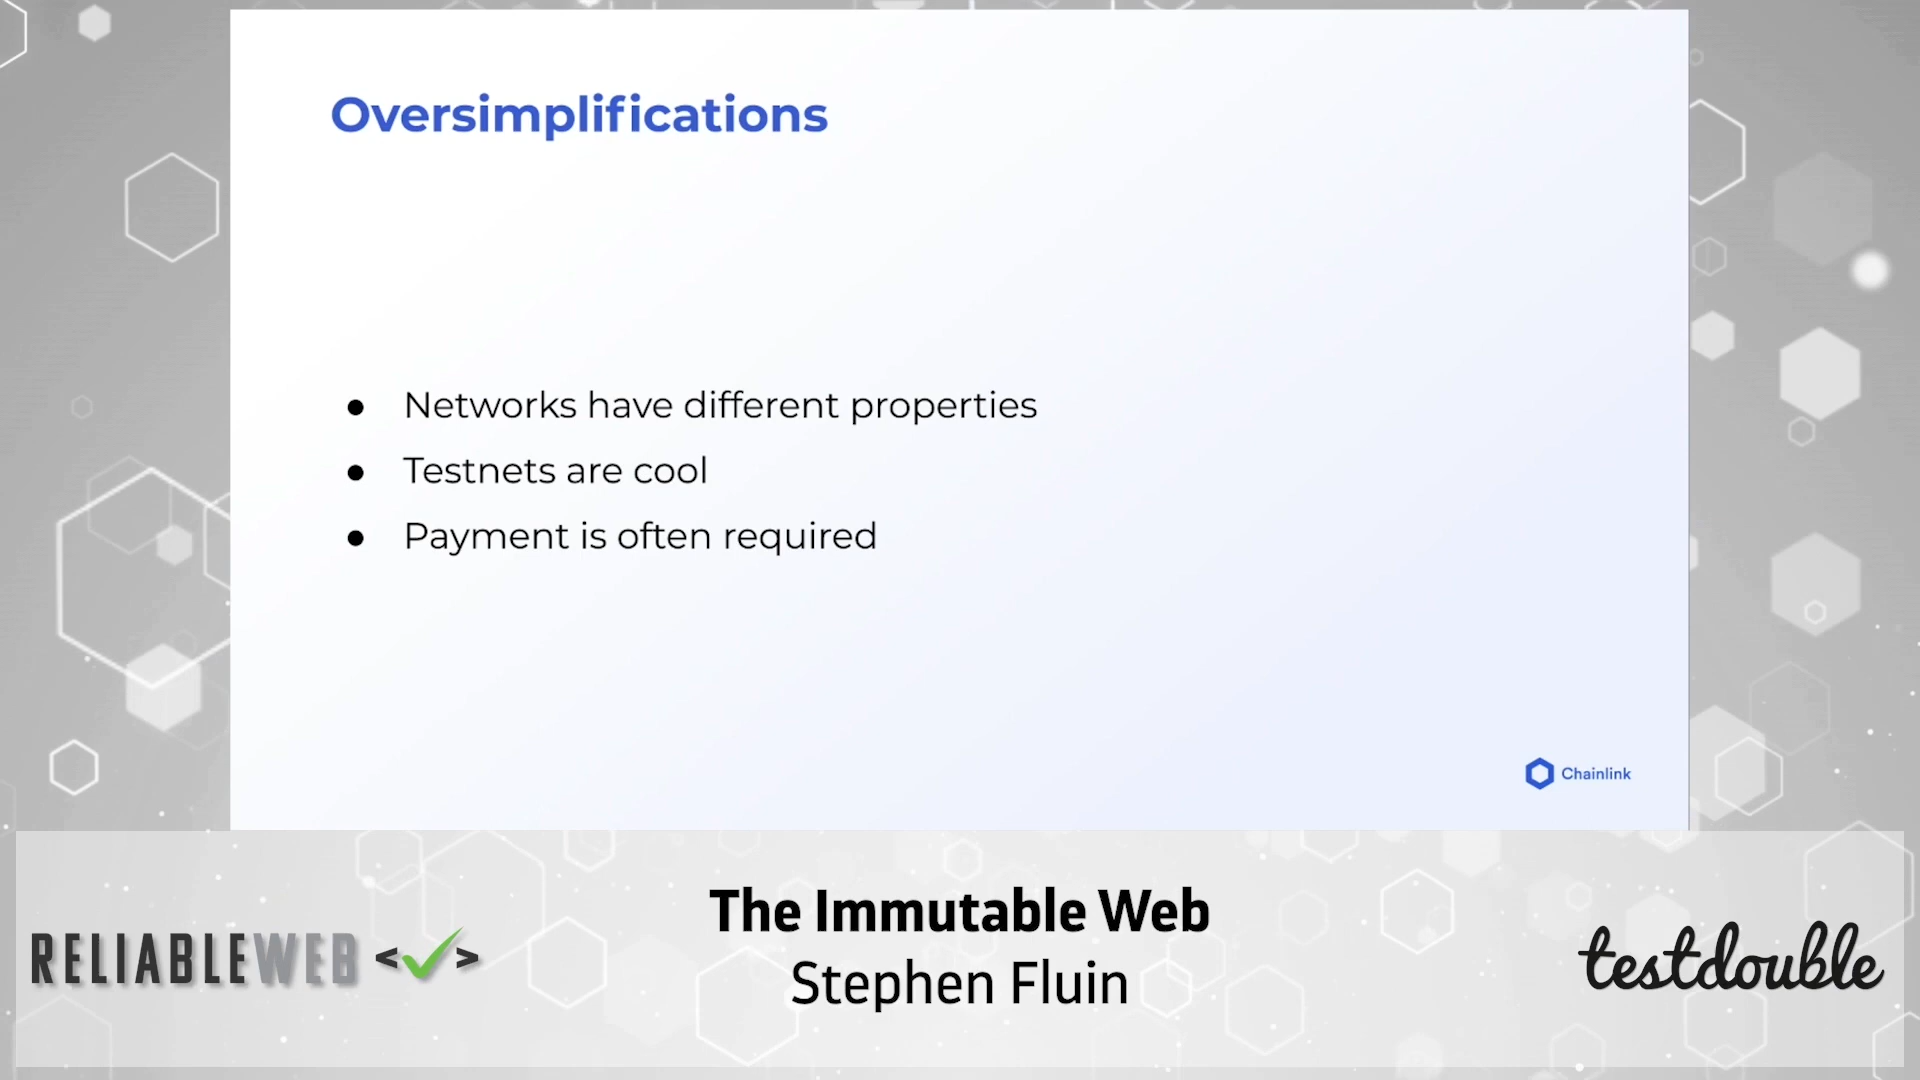 Oversimplifications
● Networks have different properties
● Testnets are cool
● Payment is often required
Chainlink
RELIABLEWEB <✓>
The Immutable Web
Stephen Fluin
testdouble